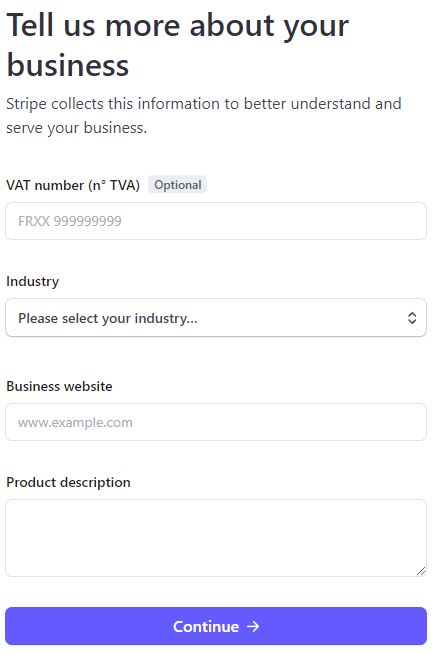 Tell us more about your
business
Stripe collects this information to better understand and
serve your business.
VAT number (n° TVA) Optional
FRXX 999999999
Industry
Please select your industry...
Business website
www.example.com
Product description
Continue →